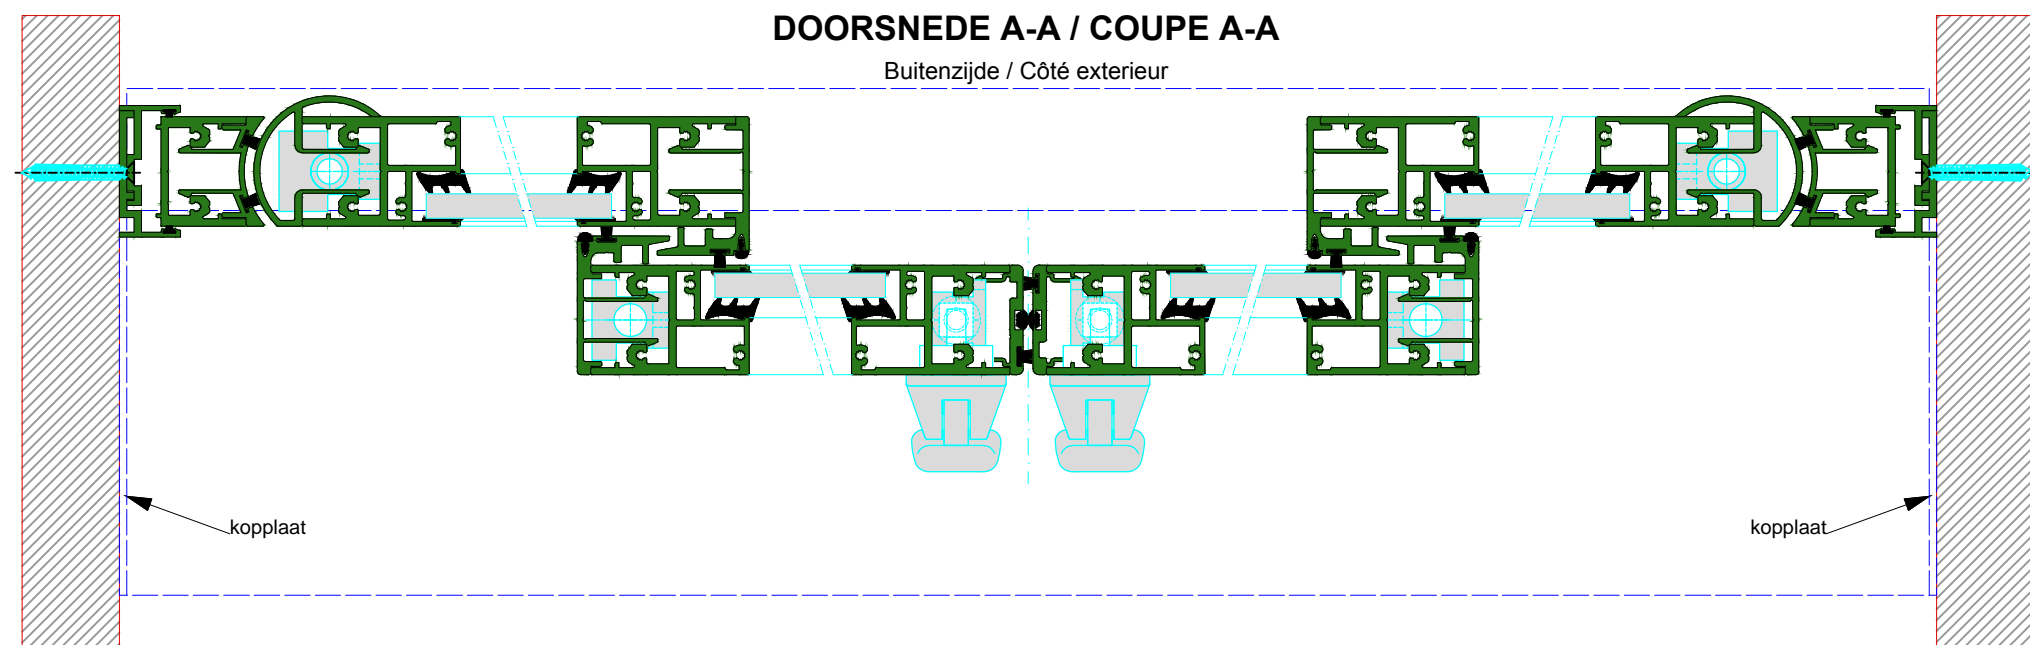 DOORSNEDE A-A / COUPE A-A
Buitenzijde / Côté exterieur
kopplaat
kopplaat